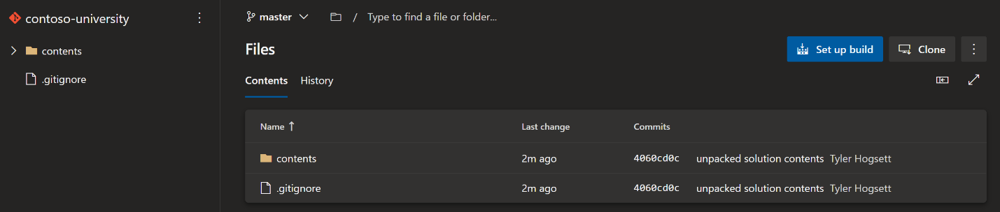 contoso-university
contents
.gitignore
master
/ Type to find a file or folder...
Files
Set up build
Clone
Contents History
Name Last change Commits
contents 2m ago 4060cd0c unpacked solution contents Tyler Hogsett
.gitignore 2m ago 4060cd0c unpacked solution contents Tyler Hogsett